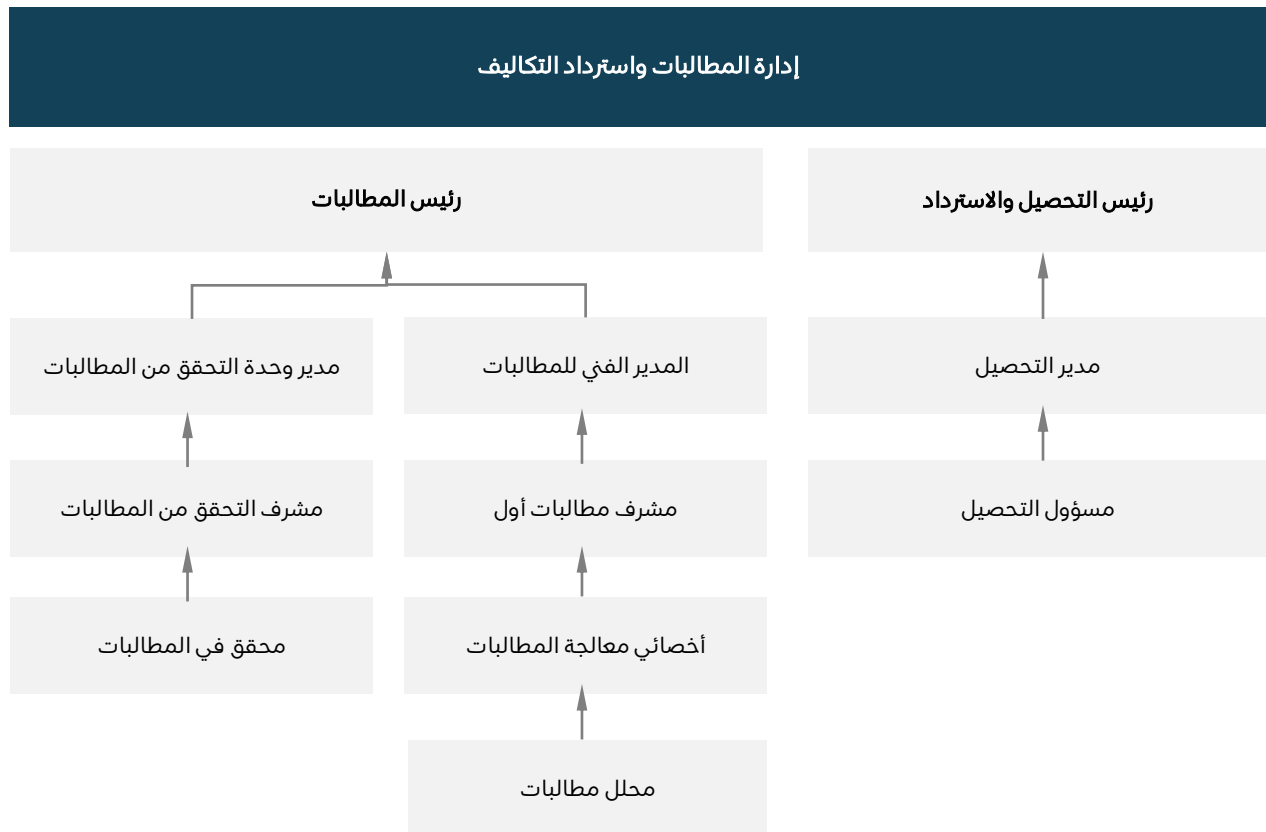 إدارة المطالبات واسترداد التكاليف
رئيس التحصيل والاسترداد
رئيس المطالبات
مدير التحصيل
المدير الفني للمطالبات
مدير وحدة التحقق من المطالبات
مسؤول التحصيل
مشرف مطالبات أول
مشرف التحقق من المطالبات
أخصائي معالجة المطالبات
محقق في المطالبات
محلل مطالبات